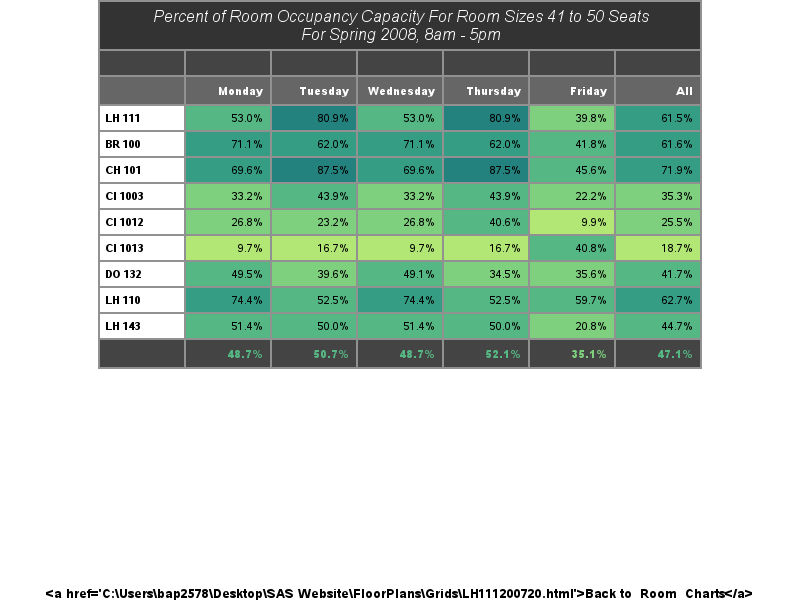 Percent of Room Occupancy Capacity For Room Sizes 41 to 50 Seats
For Spring 2008, 8am - 5pm
Monday Tuesday Wednesday Thursday Friday All
LH 111 53.0% 80.9% 53.0% 80.9% 39.8% 61.5%
BR 100 71.1% 62.0% 71.1% 62.0% 41.8% 61.6%
CH 101 69.6% 87.5% 69.6% 87.5% 45.6% 71.9%
CI 1003 33.2% 43.9% 33.2% 43.9% 22.2% 35.3%
CI 1012 26.8% 23.2% 26.8% 40.6% 9.9% 25.5%
CI 1013 9.7% 16.7% 9.7% 16.7% 40.8% 18.7%
DO 132 49.5% 39.6% 49.1% 34.5% 35.6% 41.7%
LH 110 74.4% 52.5% 74.4% 52.5% 59.7% 62.7%
LH 143 51.4% 50.0% 51.4% 50.0% 20.8% 44.7%
48.7% 50.7% 48.7% 52.1% 35.1% 47.1%
<a href='C:\Users\bap2578\Desktop\SAS Website\FloorPlans\Grids\LH111200720.html'>Back to Room Charts</a>